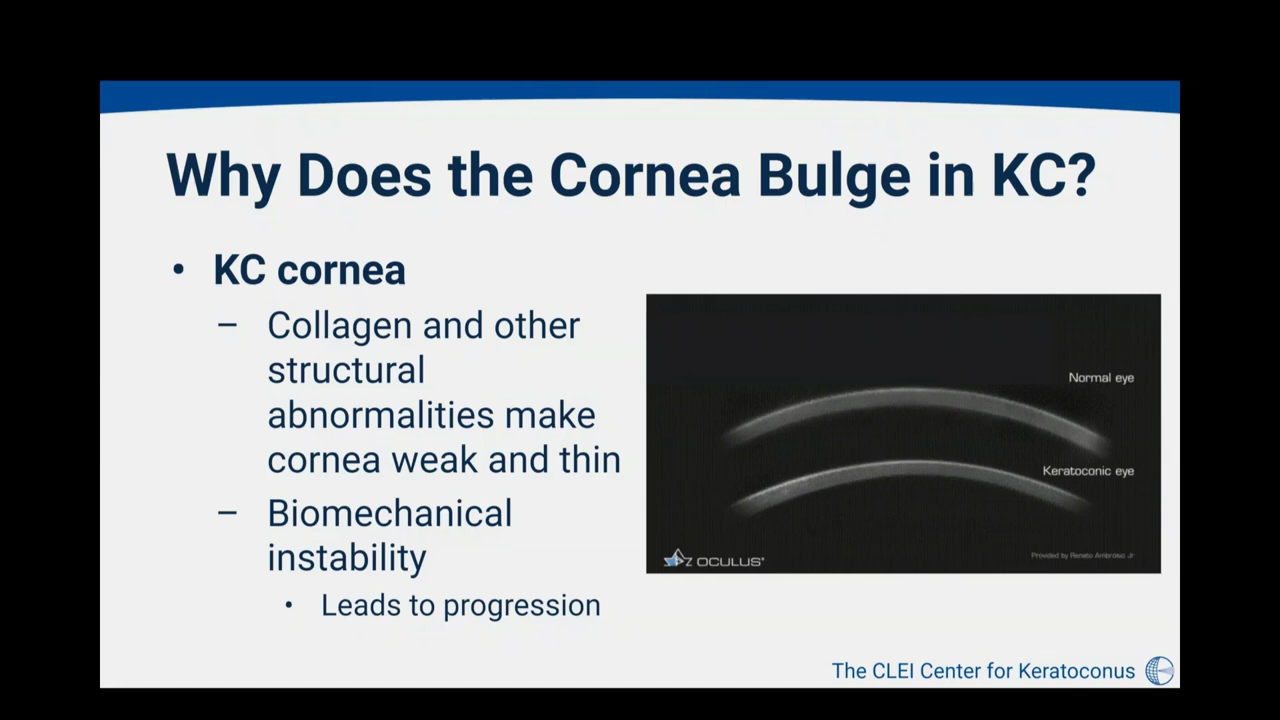 Why Does the Cornea Bulge in KC?
• KC cornea
– Collagen and other
structural
abnormalities make
cornea weak and thin
– Biomechanical
instability
• Leads to progression
Normal eye
Keratoconic eye
OCULUS®
Provided by Renato Ambrósio Jr
The CLEI Center for Keratoconus